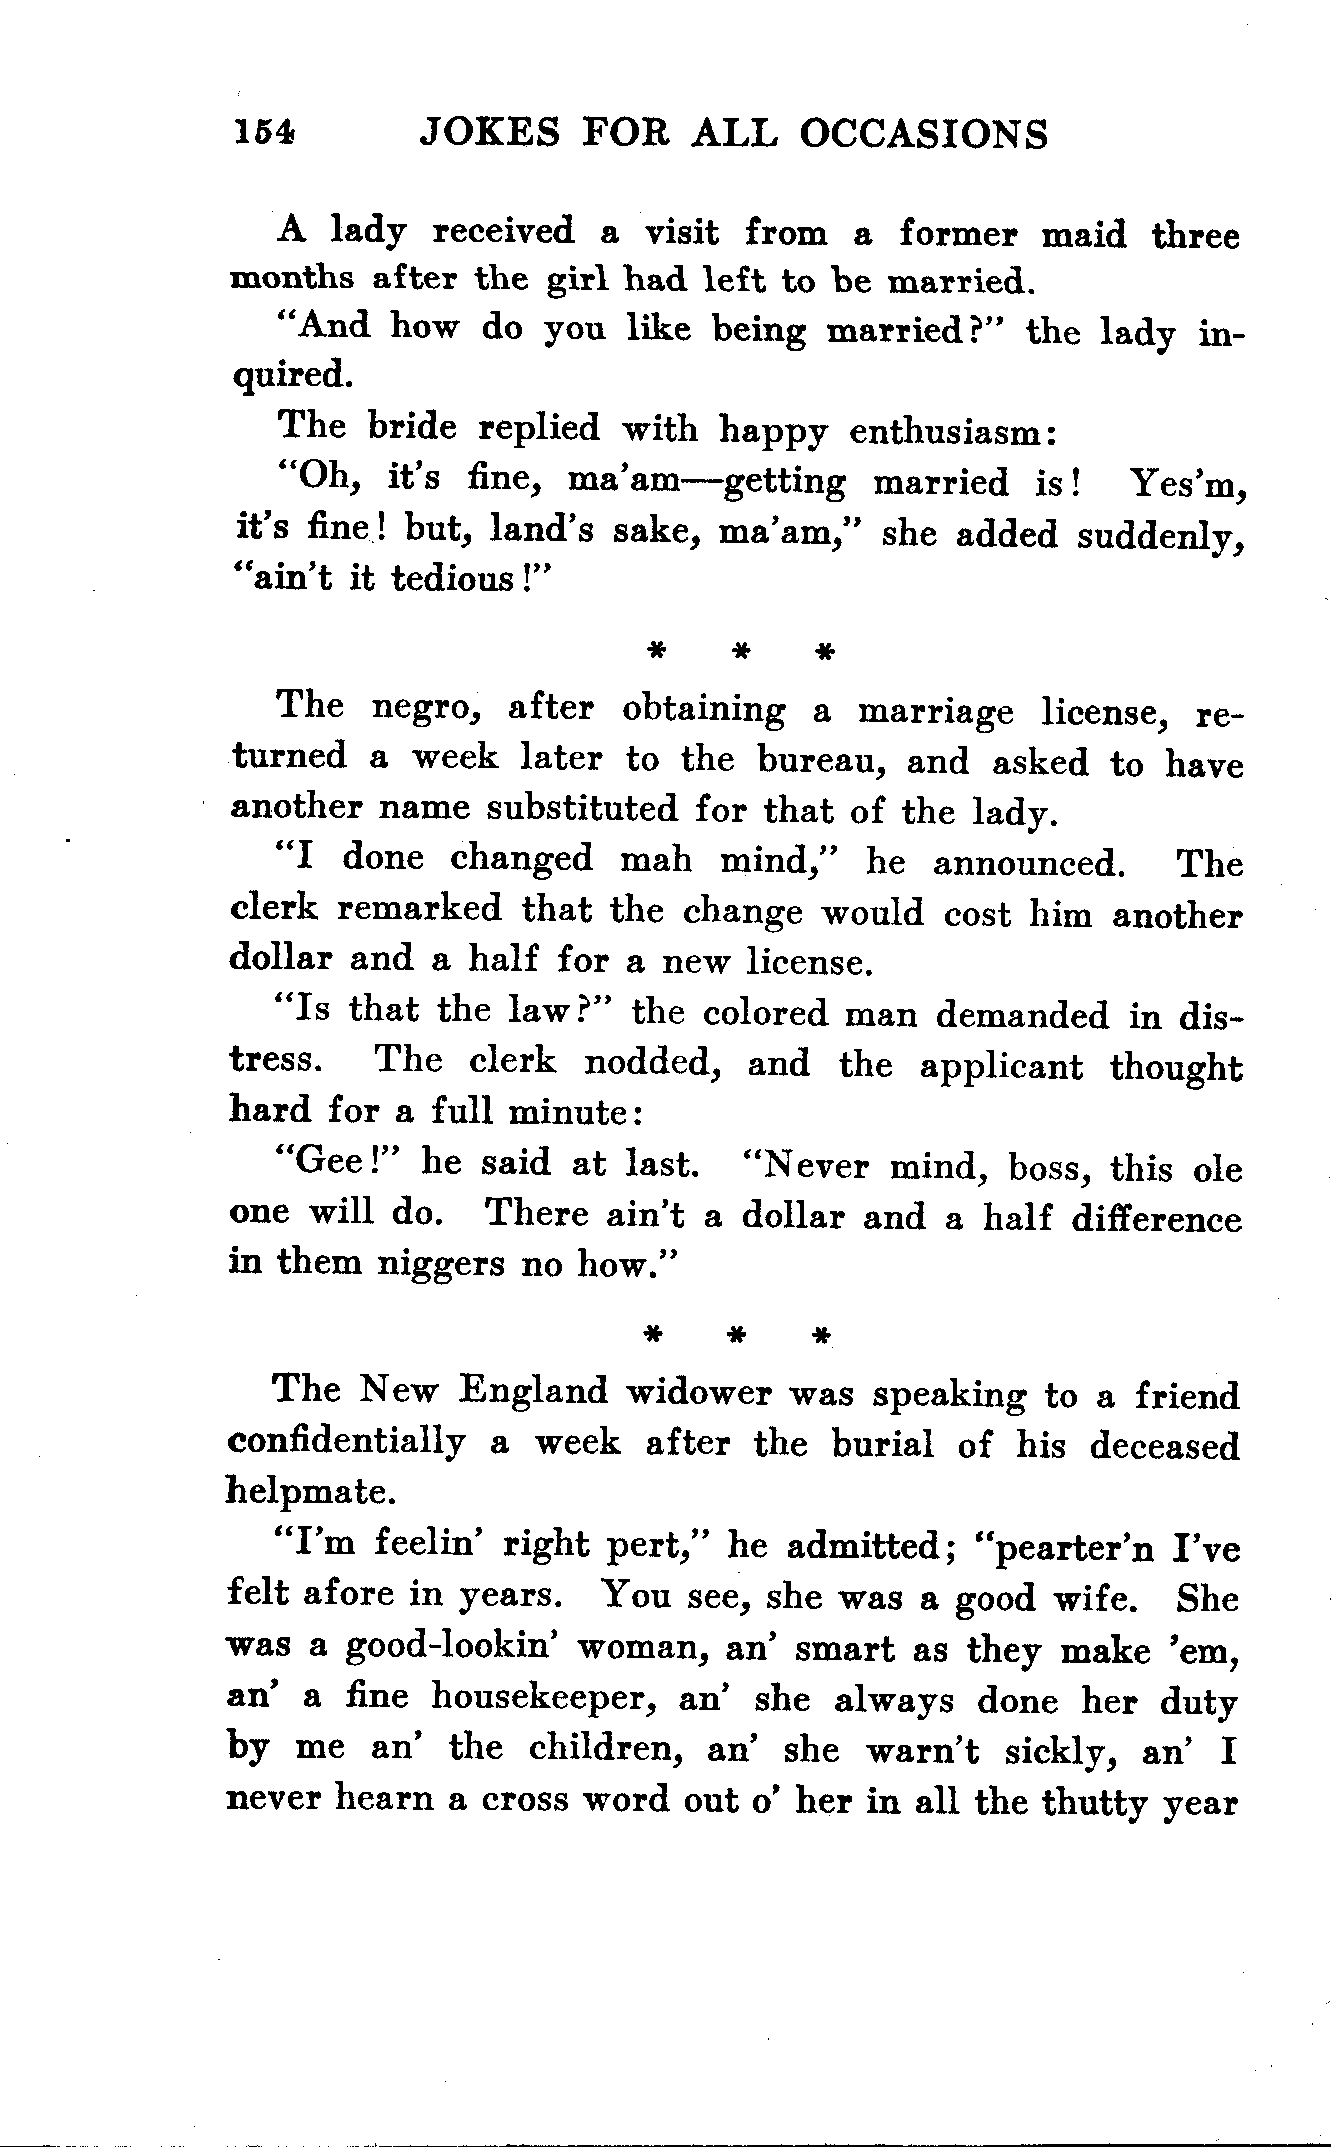 154 JOKES FOR ALL OCCASIONS
A lady received a visit from a former maid three
months after the girl had left to be married.
"And how do you like being married?" the lady in-
quired.
The bride replied with happy enthusiasm:
"Oh, it's fine, ma'am—getting married is! Yes'm,
it's fine! but, land's sake, ma'am," she added suddenly,
"ain't it tedious!"
* * *
The negro, after obtaining a marriage license, re-
turned a week later to the bureau, and asked to have
another name substituted for that of the lady.
"I done changed mah mind," he announced. The
clerk remarked that the change would cost him another
dollar and a half for a new license.
"Is that the law?" the colored man demanded in dis-
tress. The clerk nodded, and the applicant thought
hard for a full minute:
"Gee!" he said at last. "Never mind, boss, this ole
one will do. There ain't a dollar and a half difference
in them niggers no how."
* * *
The New England widower was speaking to a friend
confidentially a week after the burial of his deceased
helpmate.
"I'm feelin' right pert," he admitted; "pearter'n I've
felt afore in years. You see, she was a good wife. She
was a good-lookin' woman, an' smart as they make 'em,
an' a fine housekeeper, an' she always done her duty
by me an' the children, an' she warn't sickly, an' I
never hearn a cross word out o' her in all the thutty year